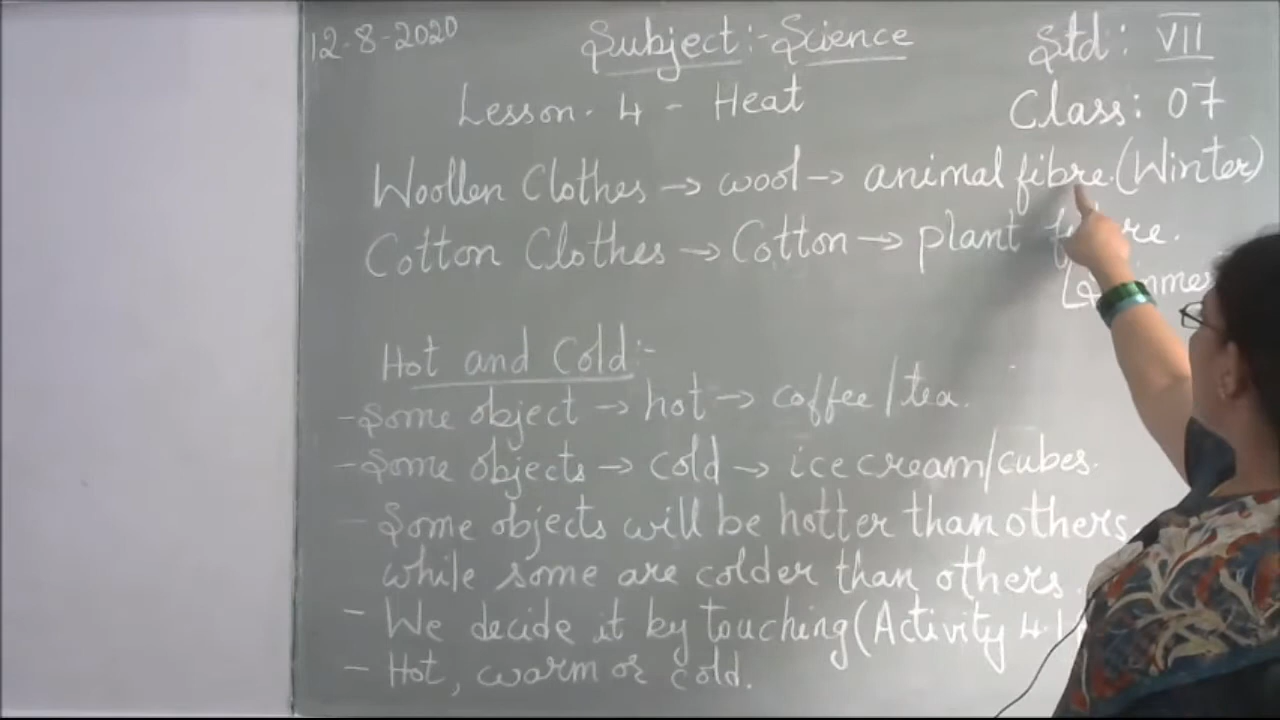 12-8-2020 Subject:- Science Std: VII
Lesson. 4 - Heat Class: 07
Woollen Clothes → wool → animal fibre. (Winter)
Cotton Clothes → Cotton → plant
Hot and Cold:-
- Some object → hot → coffee/tea.
- Some objects → cold → ice cream/cubes.
- Some objects will be hotter than others,
while some are colder than others.
- We decide it by touching (Activity 4.1
- Hot, warm or cold.